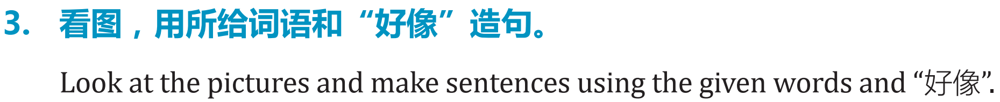 3. 看图，用所给词语和“好像”造句。
Look at the pictures and make sentences using the given words and “好像”.